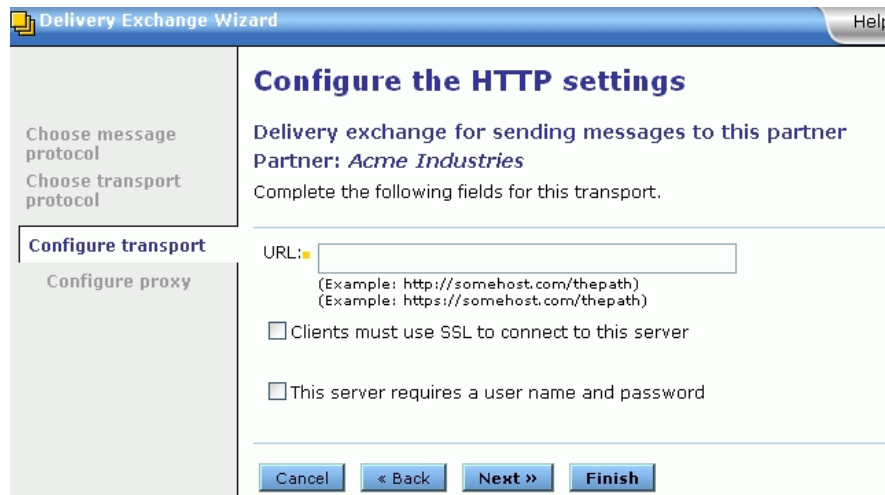 Delivery Exchange Wizard
Help
Choose message
protocol
Choose transport
protocol
Configure transport
Configure proxy
Configure the HTTP settings
Delivery exchange for sending messages to this partner
Partner: Acme Industries
Complete the following fields for this transport.
URL:
(Example: http://somehost.com/thepath)
(Example: https://somehost.com/thepath)
Clients must use SSL to connect to this server
This server requires a user name and password
Cancel
« Back
Next »
Finish